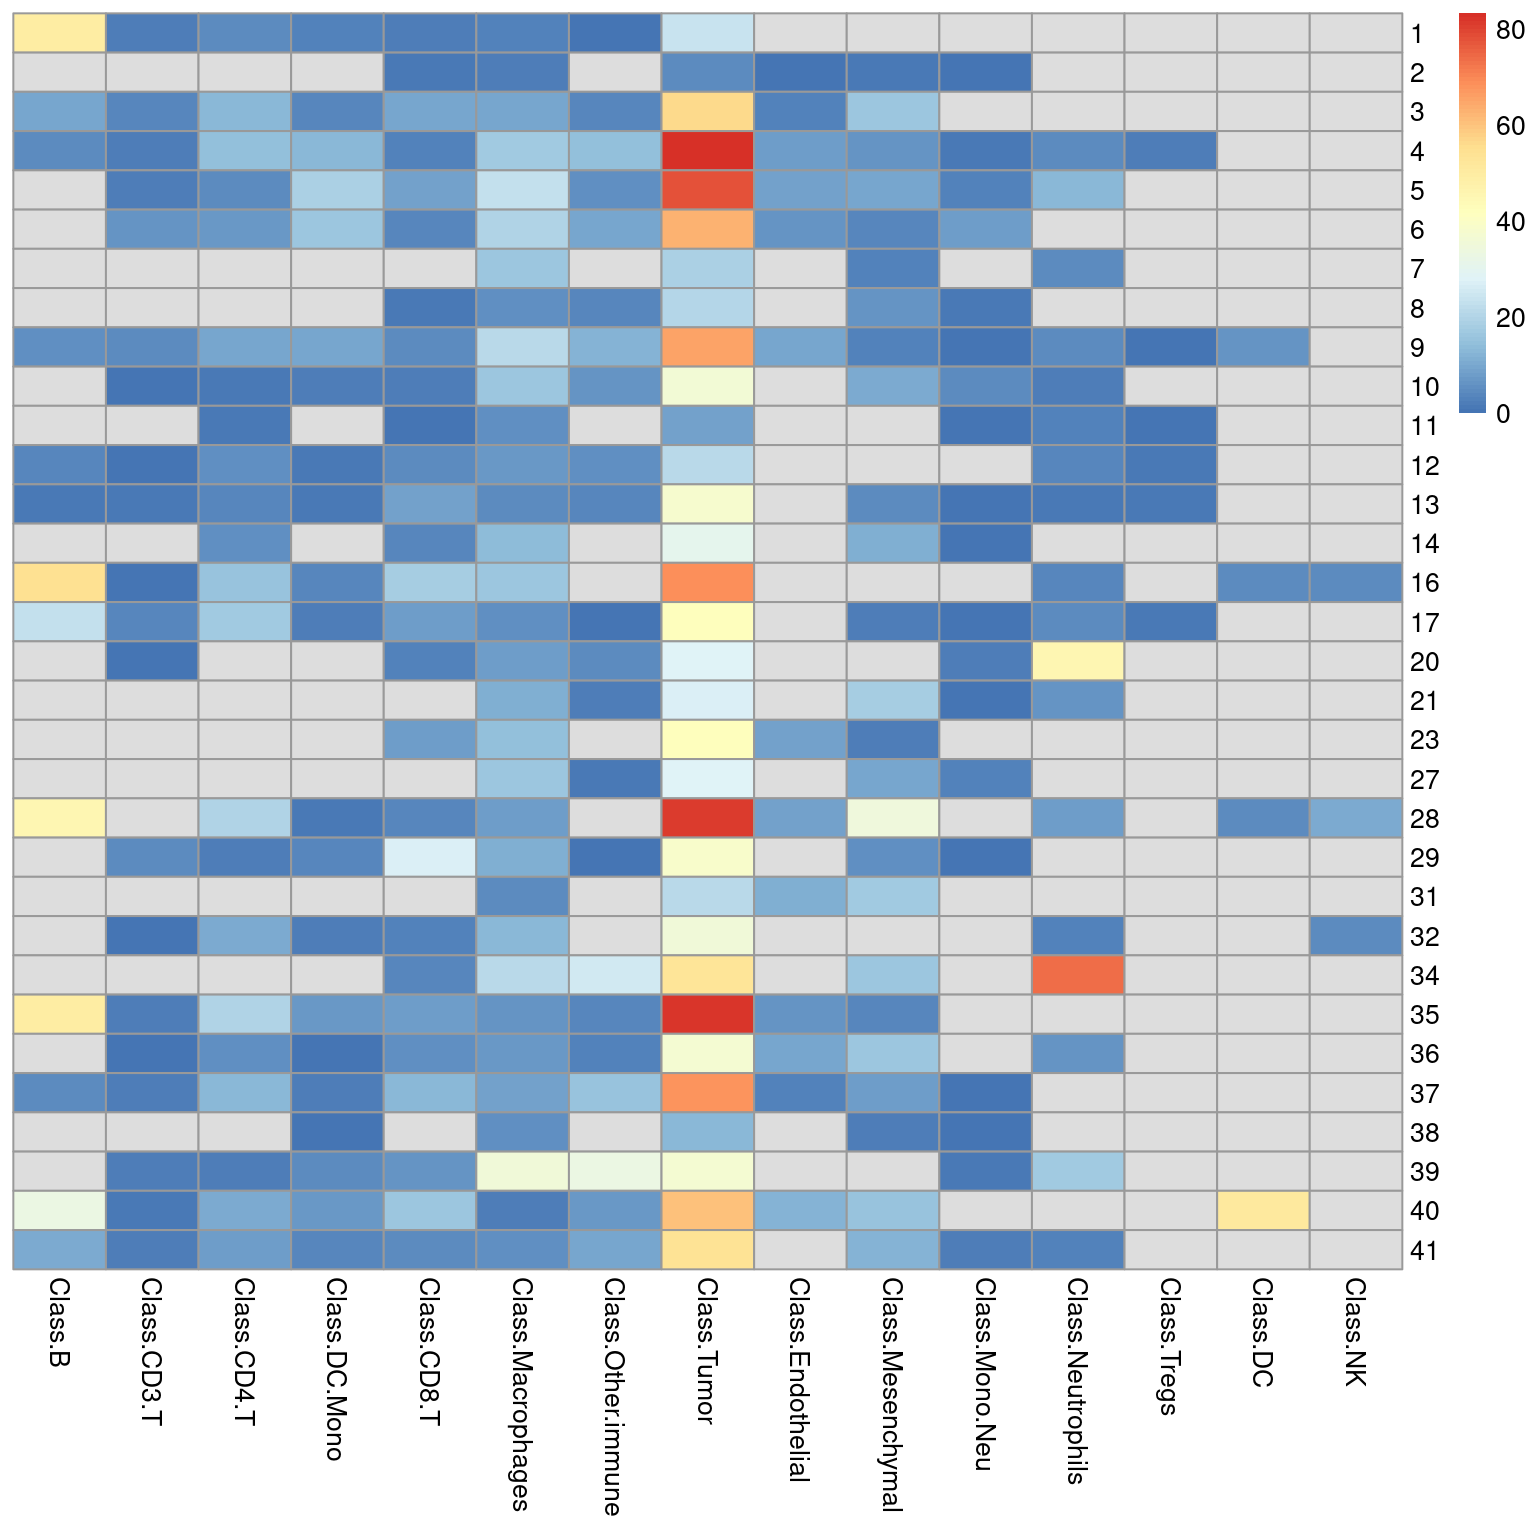 1
2
3
4
5
6
7
8
9
10
11
12
13
14
16
17
20
21
23
27
28
29
31
32
34
35
36
37
38
39
40
41
Class.B
Class.CD3.T
Class.CD4.T
Class.DC.Mono
Class.CD8.T
Class.Macrophages
Class.Other.immune
Class.Tumor
Class.Endothelial
Class.Mesenchymal
Class.Mono.Neu
Class.Neutrophils
Class.Tregs
Class.DC
Class.NK
80
60
40
20
0